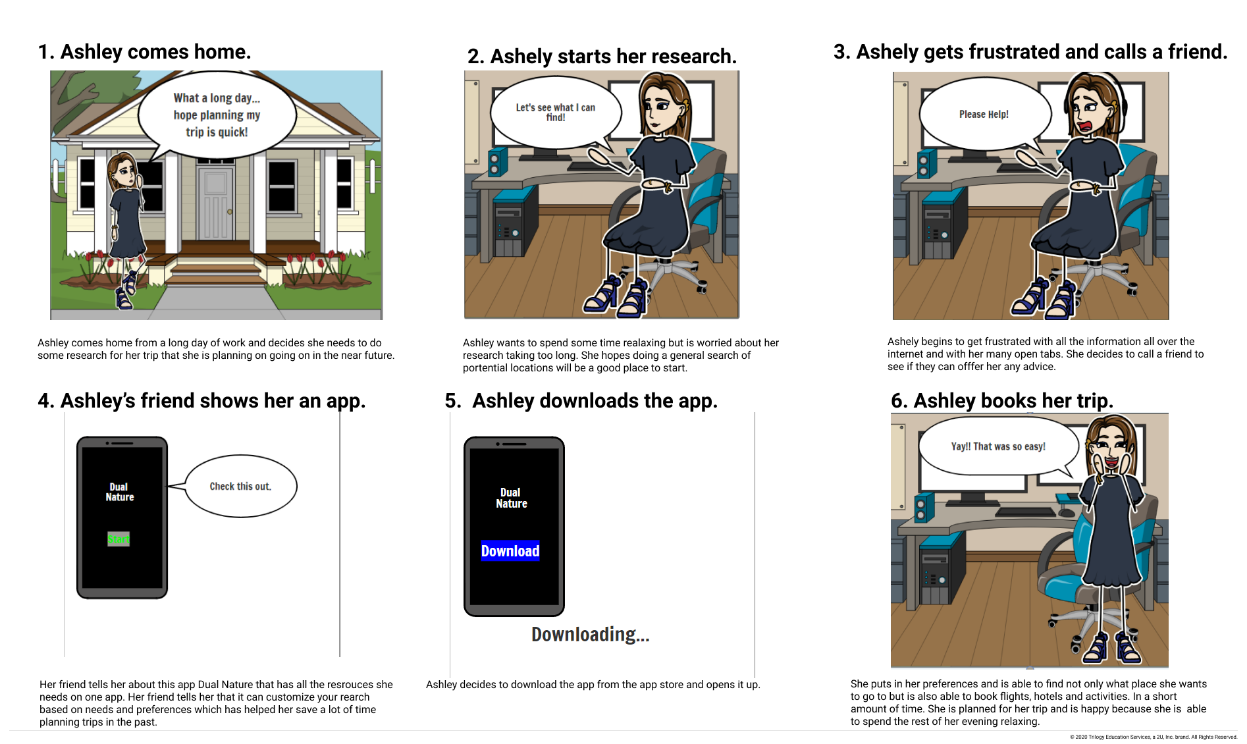 1. Ashley comes home.
What a long day...
hope planning my
trip is quick!
Ashley comes home from a long day of work and decides she needs to do
some research for her trip that she is planning on going on in the near future.
2. Ashely starts her research.
Let's see what I can
find!
Ashley wants to spend some time realaxing but is worried about her
research taking too long. She hopes doing a general search of
portential locations will be a good place to start.
3. Ashely gets frustrated and calls a friend.
Please Help!
Ashely begins to get frustrated with all the information all over the
internet and with her many open tabs. She decides to call a friend to
see if they can offfer her any advice.
4. Ashley’s friend shows her an app.
Dual
Nature
Check this out.
Her friend tells her about this app Dual Nature that has all the resrouces she
needs on one app. Her friend tells her that it can customize your rearch
based on needs and preferences which has helped her save a lot of time
planning trips in the past.
5. Ashley downloads the app.
Dual
Nature
Download
Downloading...
Ashley decides to download the app from the app store and opens it up.
6. Ashley books her trip.
Yay!! That was so easy!
She puts in her preferences and is able to find not only what place she wants
to go to but is also able to book flights, hotels and activities. In a short
amount of time. She is planned for her trip and is happy because she is able
to spend the rest of her evening relaxing.
© 2020 Trilogy Education Services, a 2U, Inc. brand. All Rights Reserved.